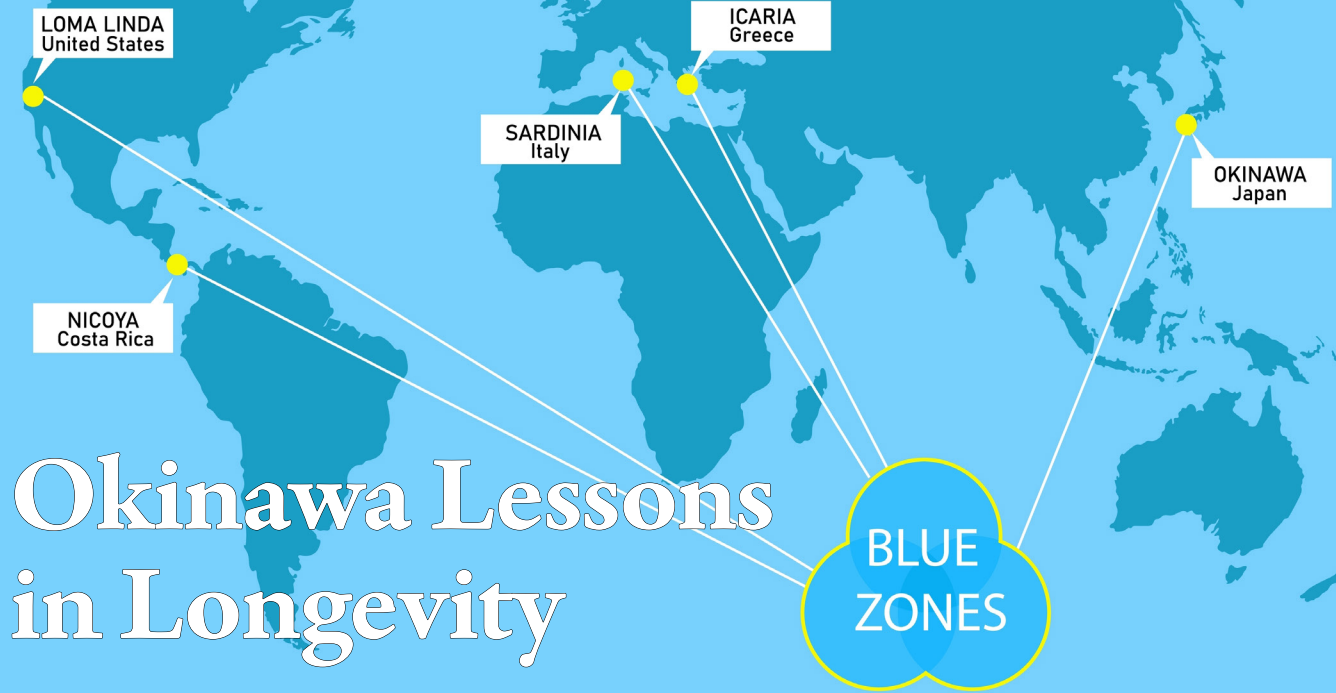 LOMA LINDA
United States
ICARIA
Greece
SARDINIA
Italy
OKINAWA
Japan
NICOYA
Costa Rica
Okinawa Lessons
in Longevity
BLUE
ZONES